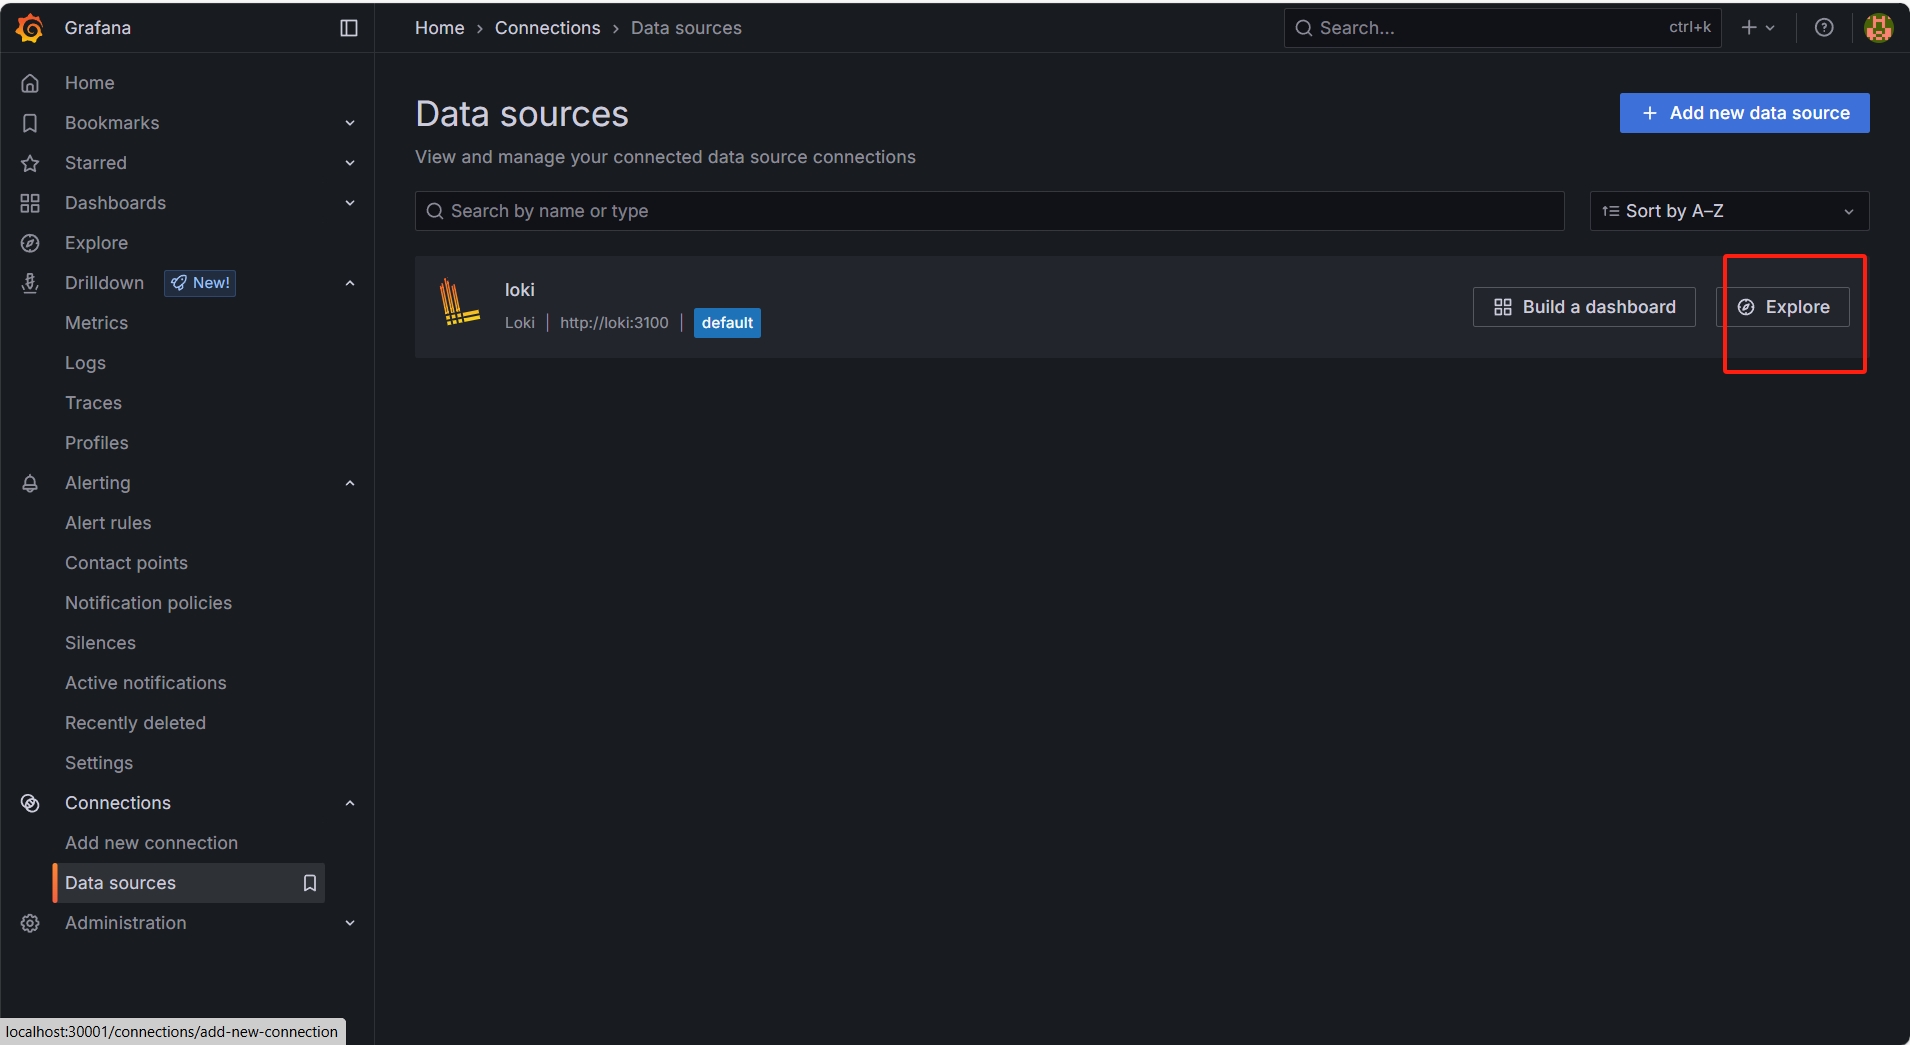 Grafana
Home › Connections › Data sources
Search... ctrl+k
Home
Bookmarks
Starred
Dashboards
Explore
Drilldown New!
Metrics
Logs
Traces
Profiles
Alerting
Alert rules
Contact points
Notification policies
Silences
Active notifications
Recently deleted
Settings
Connections
Add new connection
Data sources
Administration
localhost:30001/connections/add-new-connection
Data sources
Add new data source
View and manage your connected data source connections
Search by name or type
Sort by A–Z
loki
Loki | http://loki:3100 | default
Build a dashboard
Explore